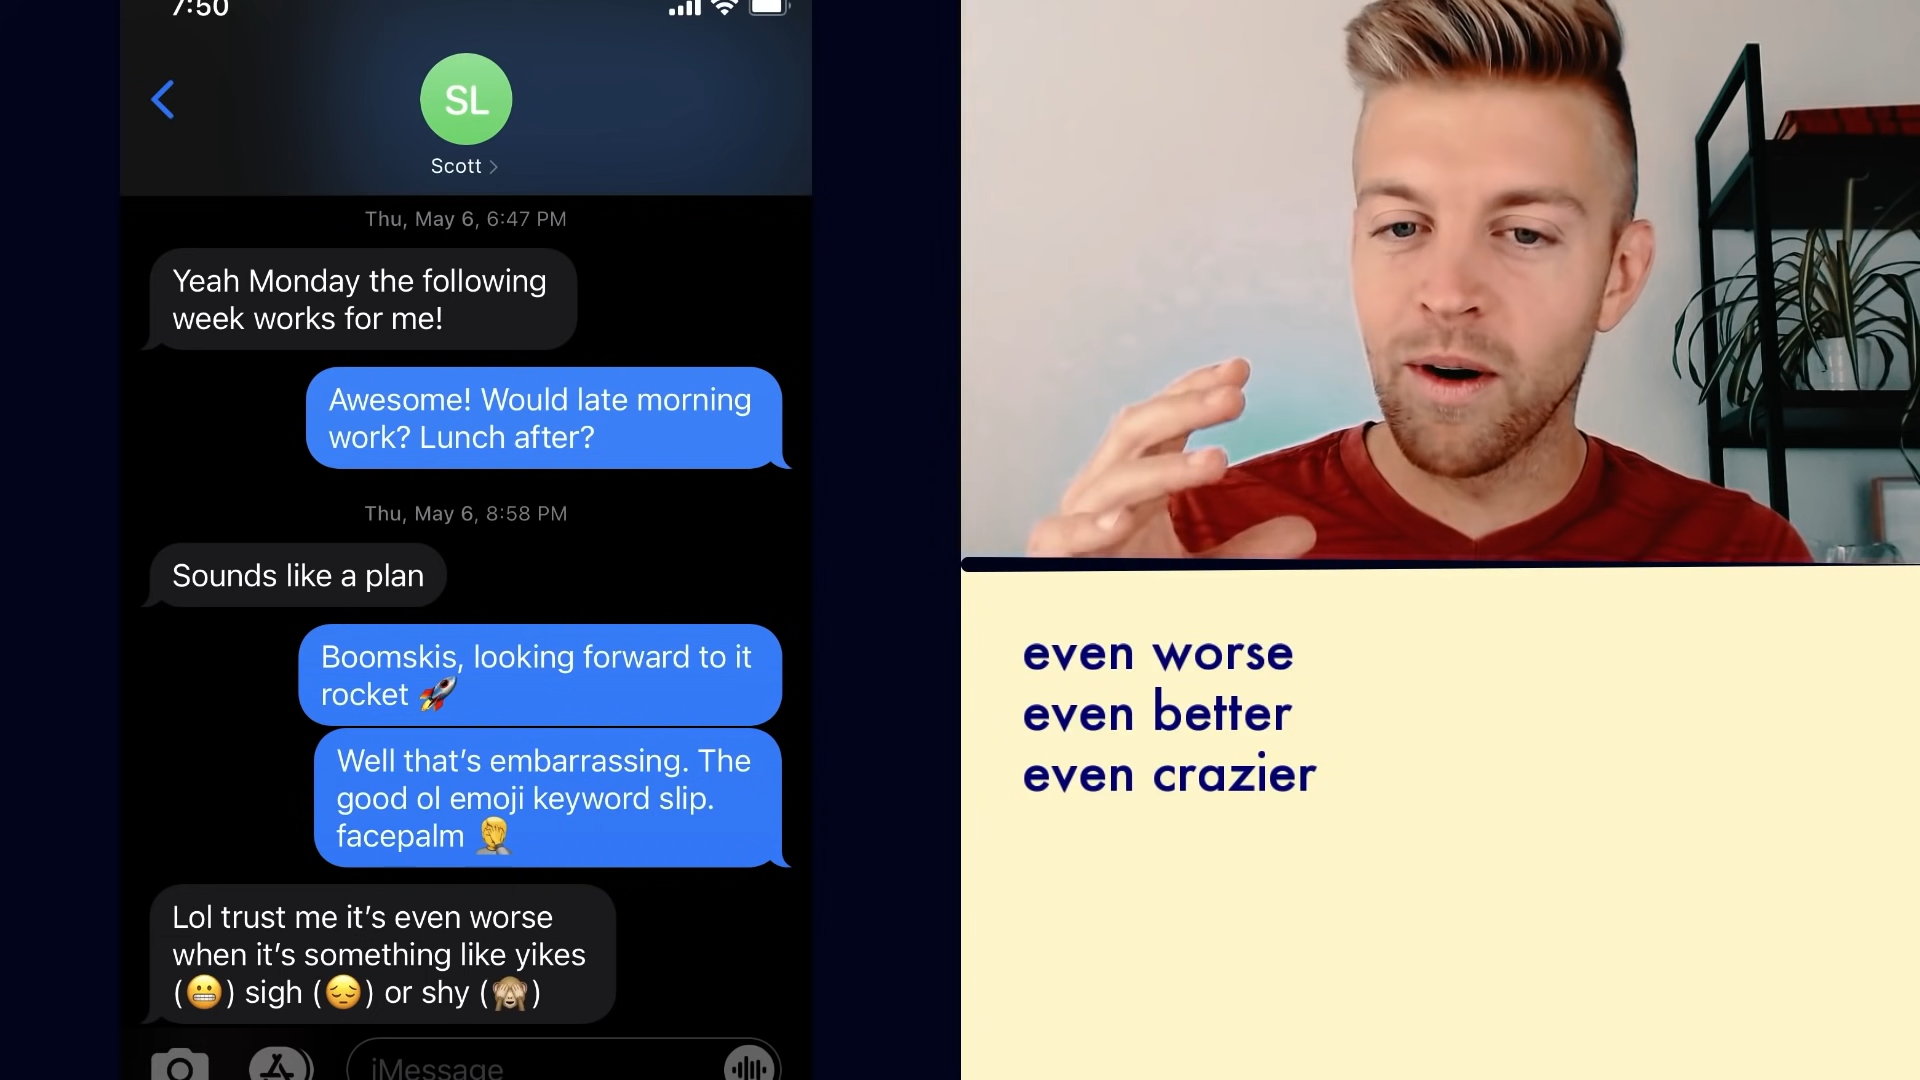 7:50
SL
Scott
Thu, May 6, 6:47 PM
Yeah Monday the following
week works for me!
Awesome! Would late morning
work? Lunch after?
Thu, May 6, 8:58 PM
Sounds like a plan
Boomskis, looking forward to it
rocket 🚀
Well that’s embarrassing. The
good ol emoji keyword slip.
facepalm 🤦
Lol trust me it’s even worse
when it’s something like yikes
(😬) sigh (😔) or shy (🙈)
iMessage
even worse
even better
even crazier